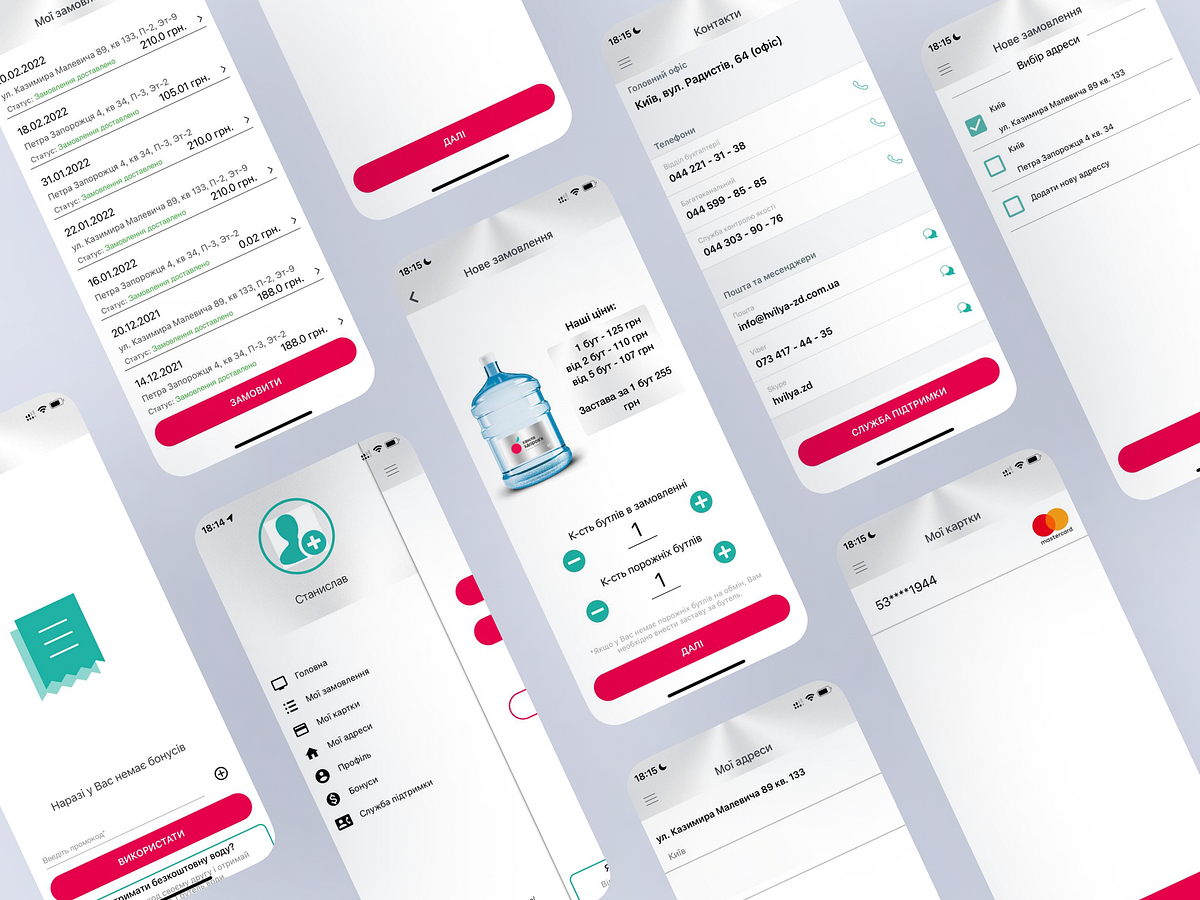 Мої замовл
0.02.2022
ул. Казимира Малевича 89, кв 133, П-2, Эт-9
Статус: Замовлення доставлено
210.0 грн.
18.02.2022
Петра Запорожця 4, кв 34, П-3, Эт-2
Статус: Замовлення доставлено
105.01 грн.
31.01.2022
Петра Запорожця 4, кв 34, П-3, Эт-2
Статус: Замовлення доставлено
210.0 грн.
22.01.2022
ул. Казимира Малевича 89, кв 133, П-2, Эт-9
Статус: Замовлення доставлено
210.0 грн.
16.01.2022
Петра Запорожця 4, кв 34, П-3, Эт-2
Статус: Замовлення доставлено
0.02 грн.
20.12.2021
ул. Казимира Малевича 89, кв 133, П-2, Эт-9
Статус: Замовлення доставлено
188.0 грн.
14.12.2021
Петра Запорожця 4, кв 34, П-3, Эт-2
Статус: Замовлення доставлено
188.0 грн.
ЗАМОВИТИ
ДАЛІ
18:15
Нове замовлення
Наші ціни:
1 бут - 125 грн
від 2 бут - 110 грн
від 5 бут - 107 грн
Застава за 1 бут 255
грн
хвиля
здоров'я
К-сть бутлів в замовленні
1
К-сть порожніх бутлів
1
*Якщо у Вас немає порожніх бутлів на обмін, Вам
необхідно внести заставу за бутель.
ДАЛІ
18:15
Контакти
Головний офіс
Київ, вул. Радистів, 64 (офіс)
Телефони
Відділ бухгалтерії
044 221 - 31 - 38
Багатоканальний
044 599 - 85 - 85
Служба контролю якості
044 303 - 90 - 76
Пошта та месенджери
Пошта
info@hvilya-zd.com.ua
Viber
073 417 - 44 - 35
Skype
hvilya.zd
СЛУЖБА ПІДТРИМКИ
18:15
Нове замовлення
Вибір адреси
Київ
ул. Казимира Малевича 89 кв. 133
Київ
Петра Запорожця 4 кв. 34
Додати нову адрессу
Наразі у Вас немає бонусів
Введіть промокод*
ВИКОРИСТАТИ
тримати безкоштовну воду?
код своєму другу і отримай
18:14
Станислав
Головна
Мої замовлення
Мої картки
Мої адреси
Профіль
Бонуси
Служба підтримки
18:15
Мої адреси
ул. Казимира Малевича 89 кв. 133
Київ
18:15
Мої картки
53****1944
mastercard